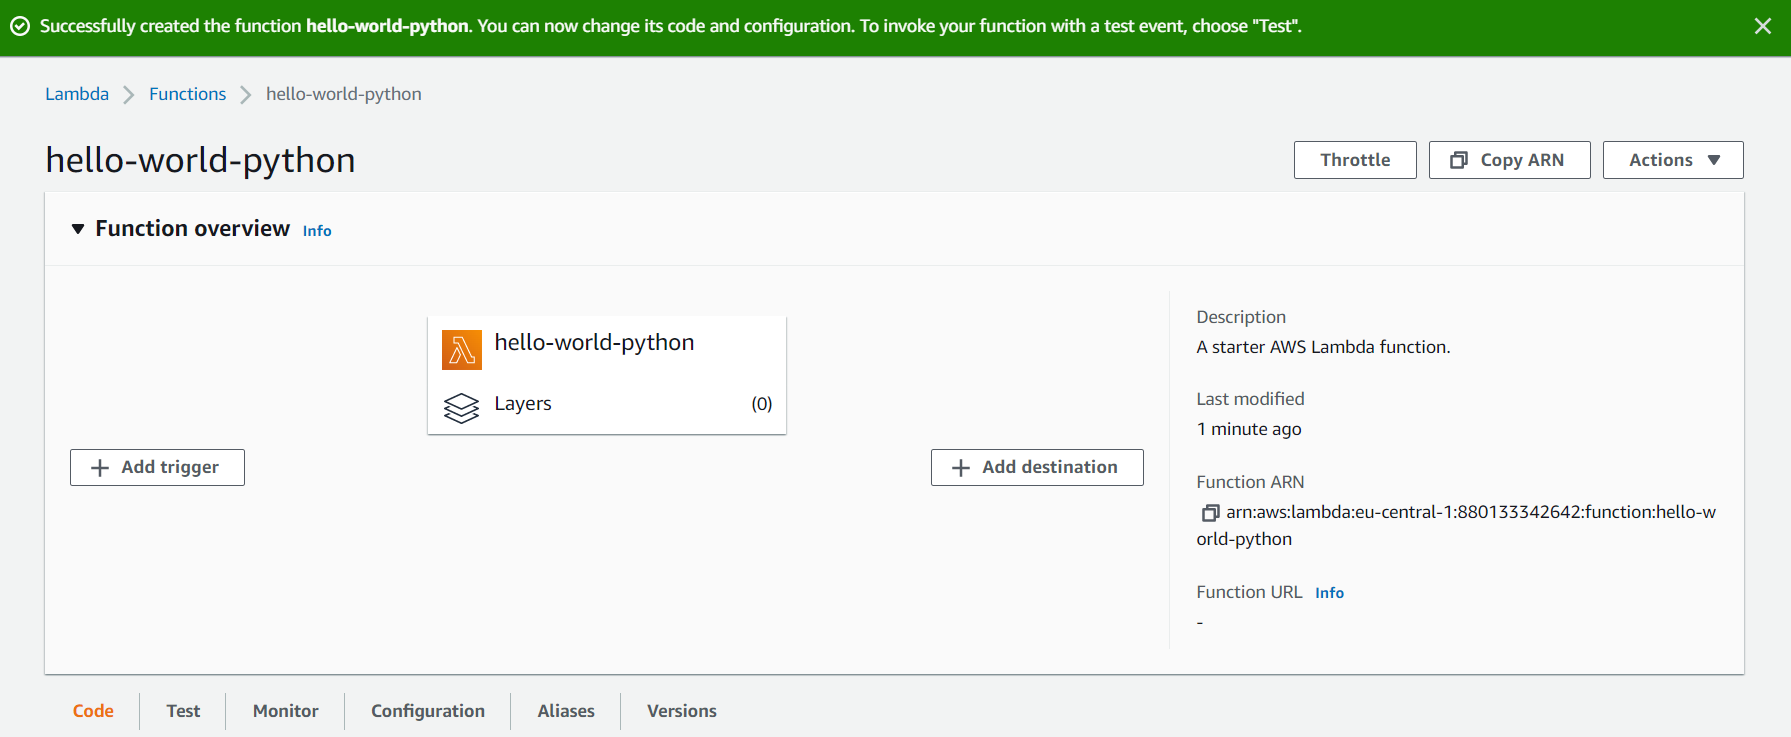 Successfully created the function hello-world-python. You can now change its code and configuration. To invoke your function with a test event, choose "Test".
Lambda Functions hello-world-python
hello-world-python
Throttle Copy ARN Actions
Function overview Info
hello-world-python
Layers (0)
Add trigger
Add destination
Description
A starter AWS Lambda function.
Last modified
1 minute ago
Function ARN
arn:aws:lambda:eu-central-1:880133342642:function:hello-w
orld-python
Function URL Info
-
Code Test Monitor Configuration Aliases Versions